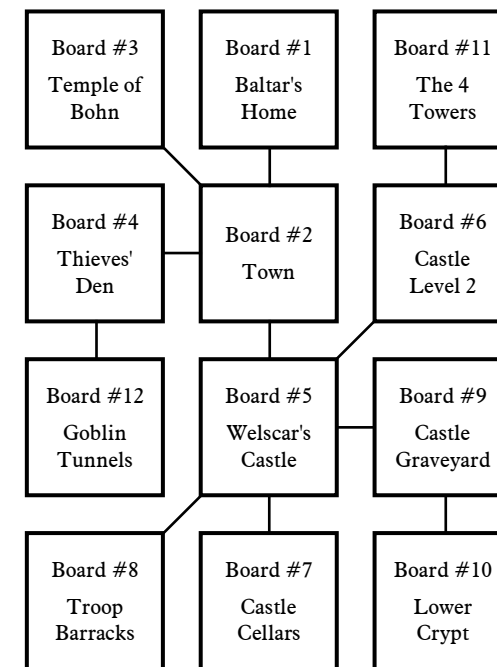 Board #3
Temple of
Bohn
Board #1
Baltar's
Home
Board #11
The 4
Towers
Board #4
Thieves'
Den
Board #2
Town
Board #6
Castle
Level 2
Board #12
Goblin
Tunnels
Board #5
Welscar's
Castle
Board #9
Castle
Graveyard
Board #8
Troop
Barracks
Board #7
Castle
Cellars
Board #10
Lower
Crypt